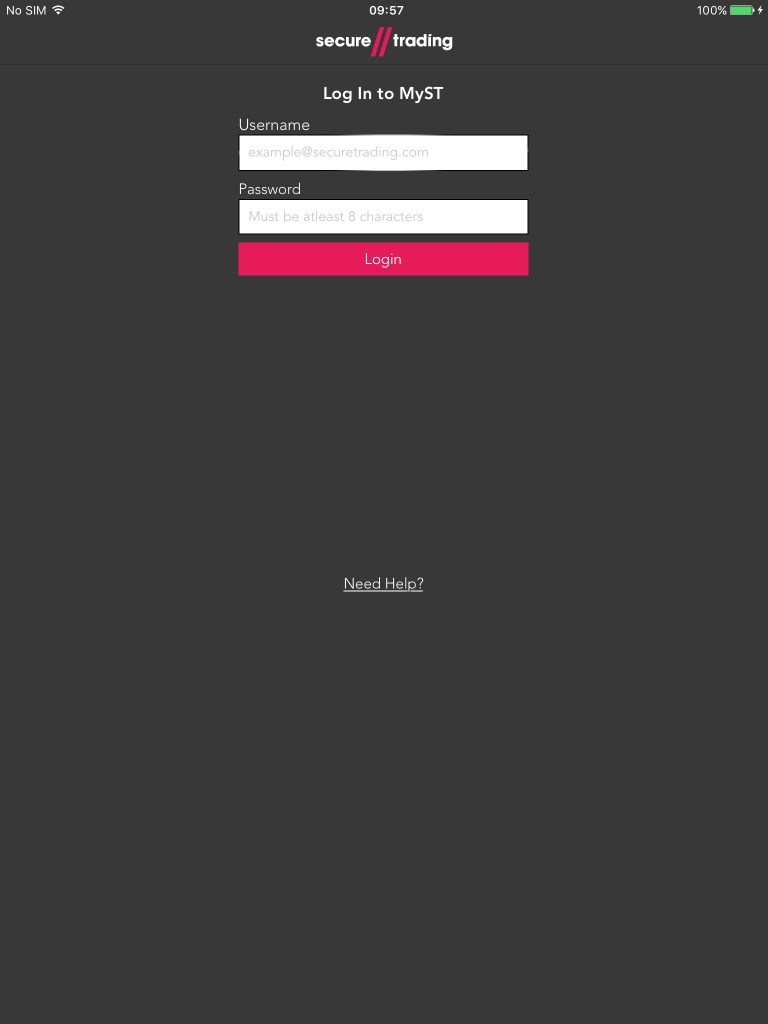 No SIM 09:57 100%
secure//trading
Log In to MyST
Username
example@securetrading.com
Password
Must be atleast 8 characters
Login
Need Help?